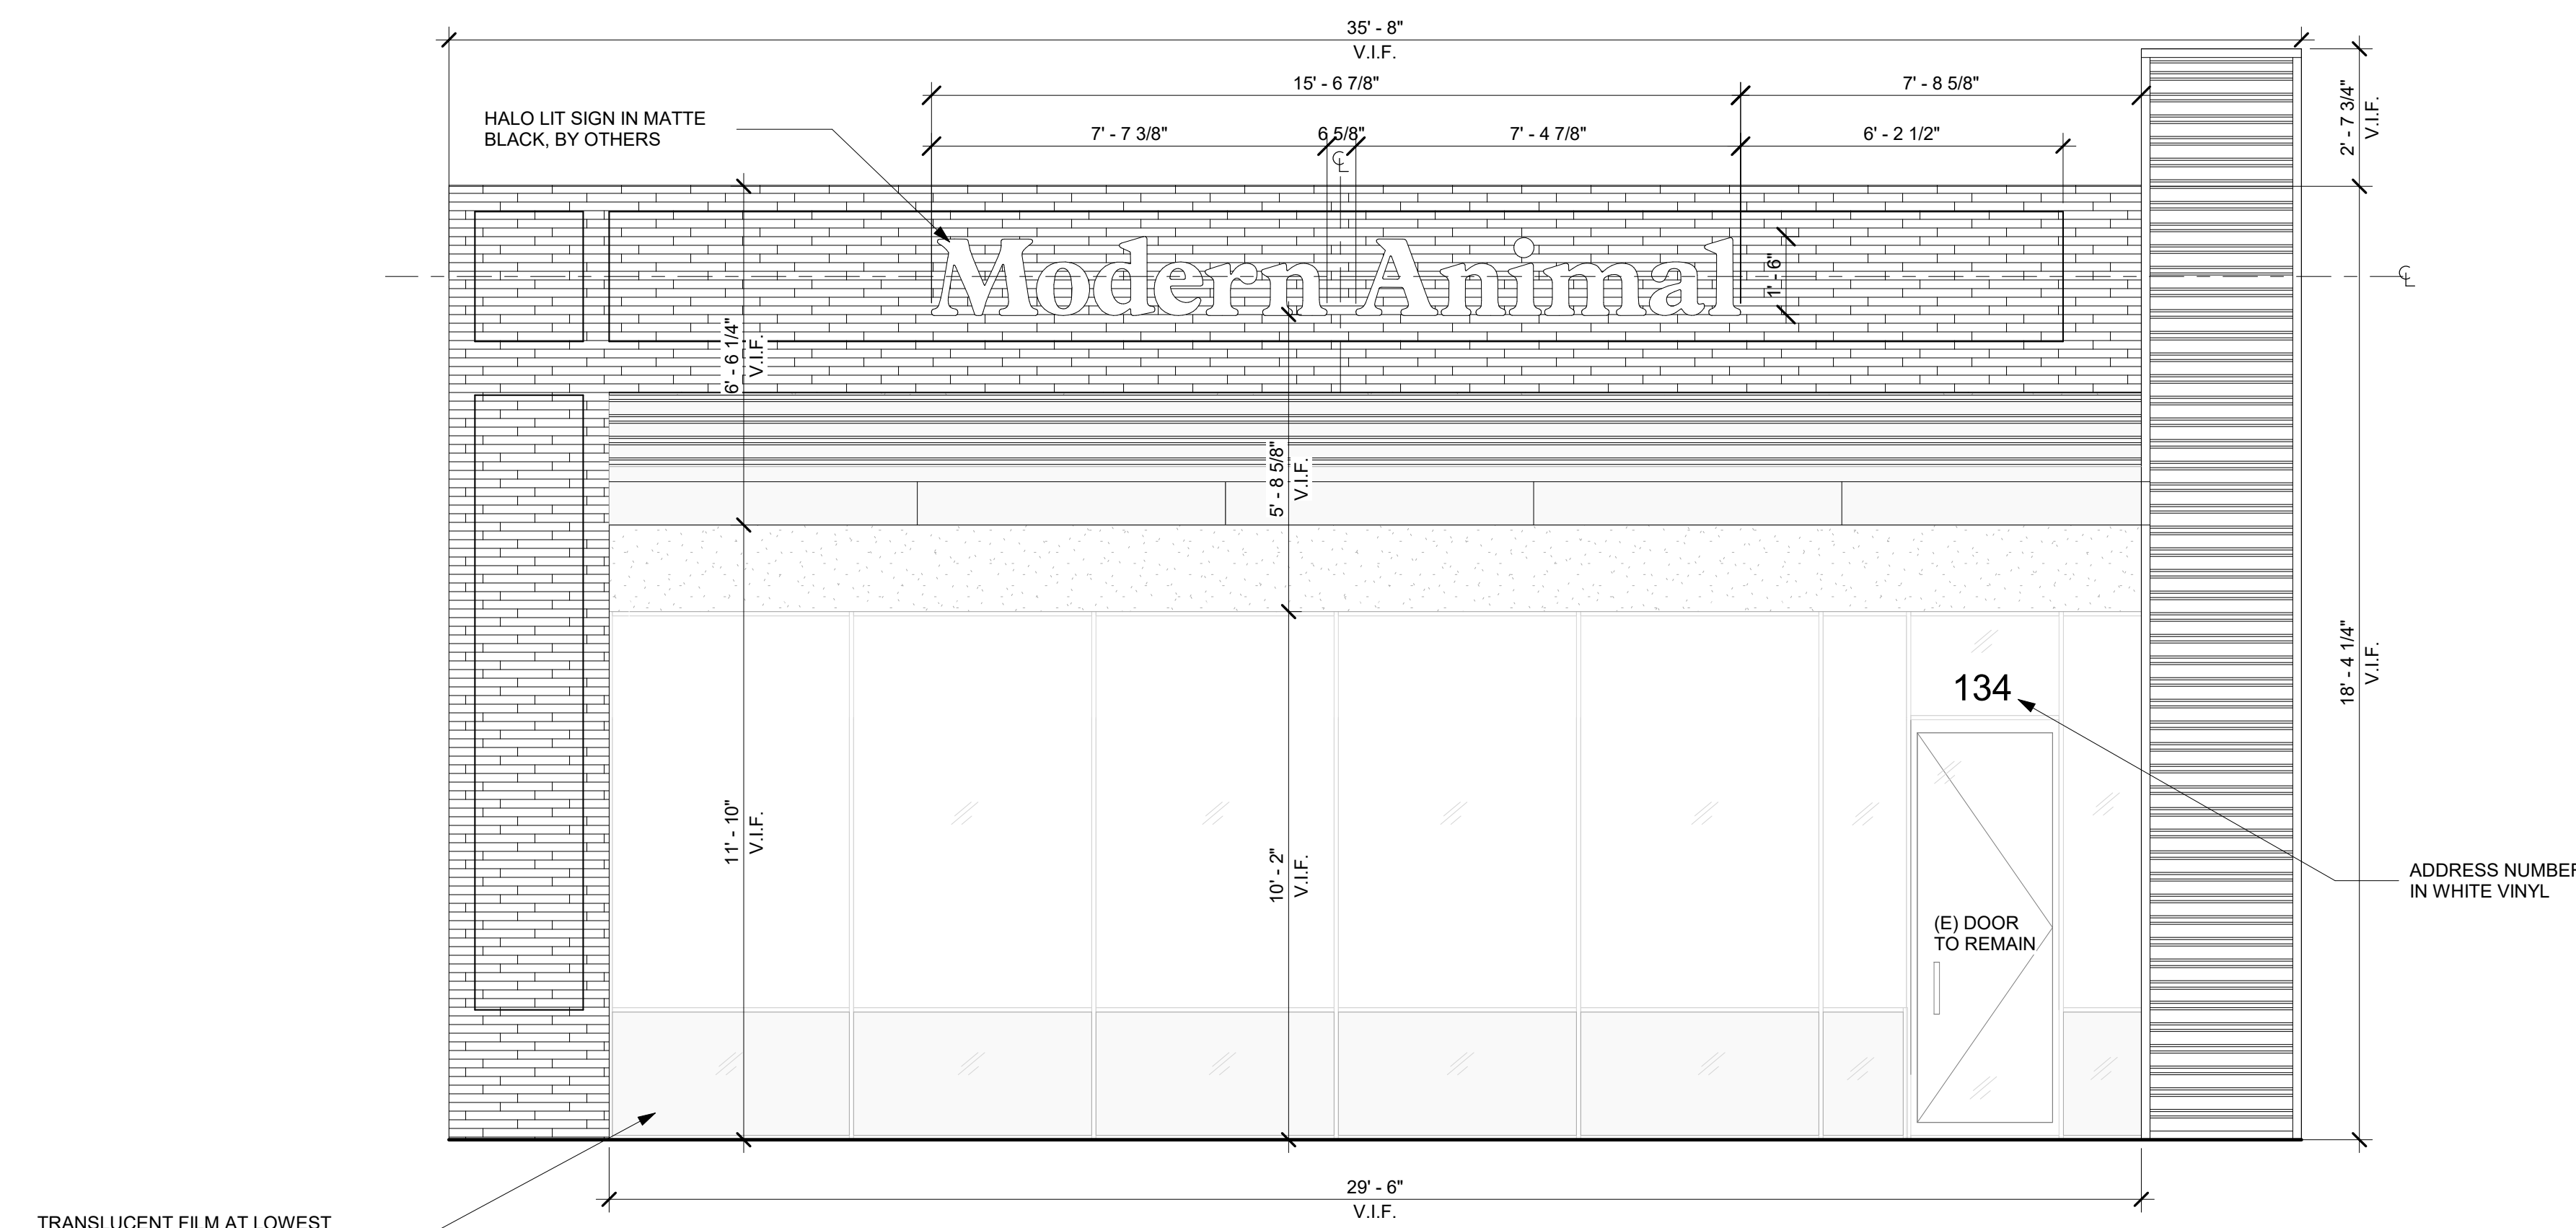 35' - 8"
V.I.F.
15' - 6 7/8"
7' - 8 5/8"
HALO LIT SIGN IN MATTE
BLACK, BY OTHERS
7' - 7 3/8"
6 5/8"
7' - 4 7/8"
6' - 2 1/2"
2' - 7 3/4"
V.I.F.
Modern Animal
1' - 6"
6' - 6 1/4"
V.I.F.
5' - 8 5/8"
V.I.F.
18' - 4 1/4"
V.I.F.
134
11' - 10"
V.I.F.
10' - 2"
V.I.F.
ADDRESS NUMBER
IN WHITE VINYL
(E) DOOR
TO REMAIN
29' - 6"
V.I.F.
TRANSLUCENT FILM AT LOWEST